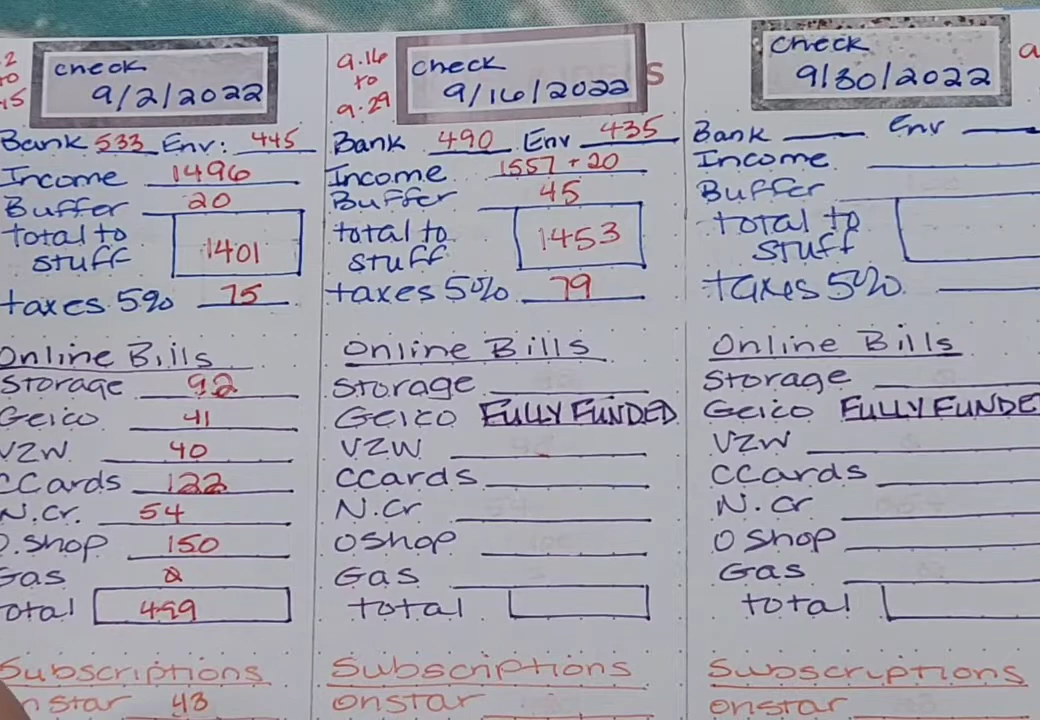 .2
to
.15
check
9/2/2022
Bank 533 Env: 445
Income 1496
Buffer 20
total to
stuff
1401
taxes 5% 75
Online Bills
Storage 92
Geico 41
VZW 40
CCards 122
N.Cr. 54
O.Shop 150
Gas
total 499
Subscriptions
onstar 43
9.16
to
9.29
check
9/16/2022
S
Bank 490 Env 435
Income 1557 + 20
Buffer 45
total to
stuff
1453
taxes 5% 79
Online Bills
Storage
Geico FULLY FUNDED
VZW
CCards
N.Cr
OShop
Gas
total
Subscriptions
onstar
check
9/30/2022
Bank Env
Income
Buffer
total to
stuff
taxes 5%
Online Bills
Storage
Geico FULLY FUNDE
VZW
CCards
N.Cr
O Shop
Gas
total
Subscriptions
onstar